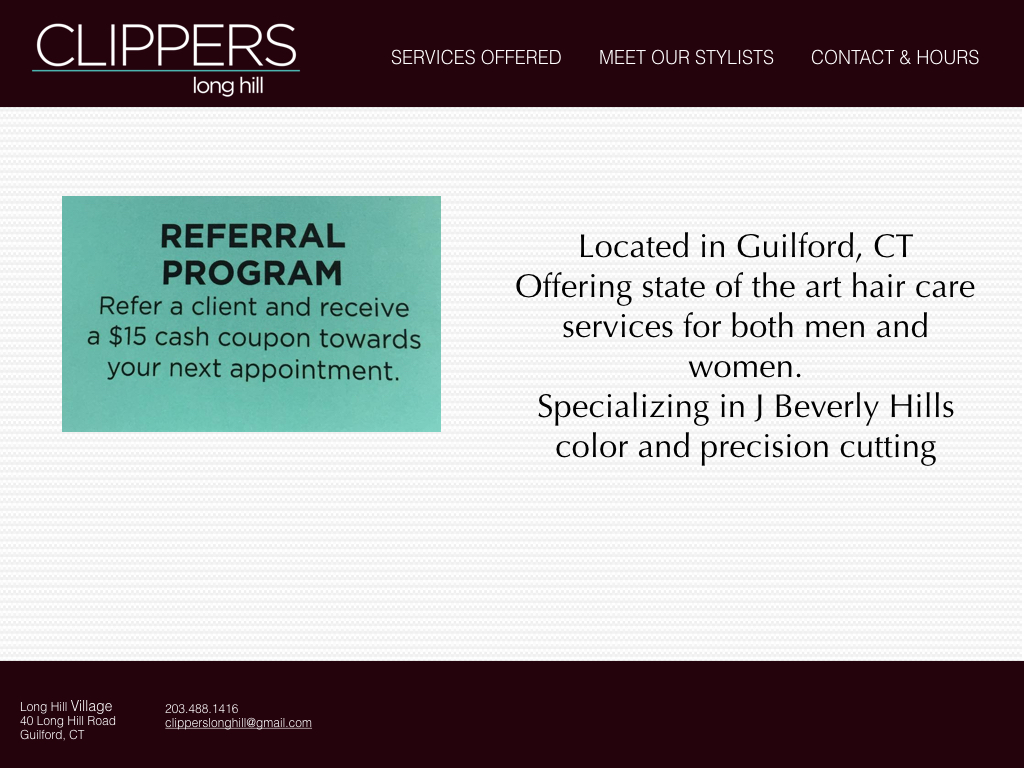 CLIPPERS
long hill
SERVICES OFFERED MEET OUR STYLISTS CONTACT & HOURS
REFERRAL
PROGRAM
Refer a client and receive
a $15 cash coupon towards
your next appointment.
Located in Guilford, CT
Offering state of the art hair care
services for both men and
women.
Specializing in J Beverly Hills
color and precision cutting
Long Hill Village
40 Long Hill Road
Guilford, CT
203.488.1416
clipperslonghill@gmail.com